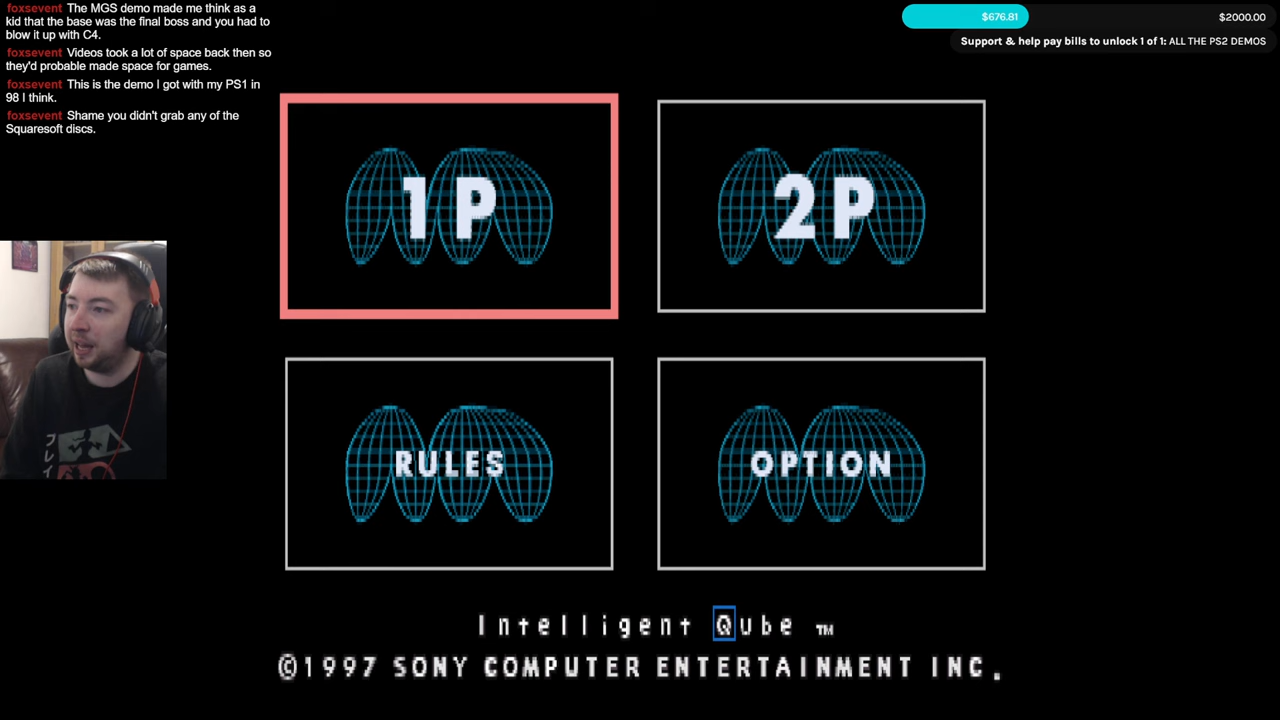 foxsevent The MGS demo made me think as a
kid that the base was the final boss and you had to
blow it up with C4.
foxsevent Videos took a lot of space back then so
they'd probable made space for games.
foxsevent This is the demo I got with my PS1 in
98 I think.
foxsevent Shame you didn't grab any of the
Squaresoft discs.
$676.81
$2000.00
Support & help pay bills to unlock 1 of 1: ALL THE PS2 DEMOS
1P
2P
RULES
OPTION
プレイ
Intelligent Qube ™
©1997 SONY COMPUTER ENTERTAINMENT INC.